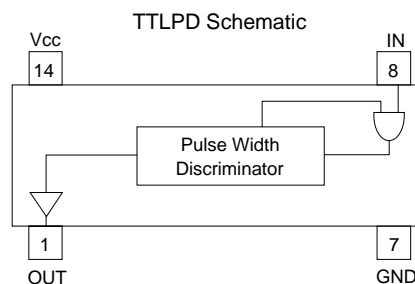 TTLPD Schematic
Vcc IN
14 8
Pulse Width
Discriminator
1 7
OUT GND